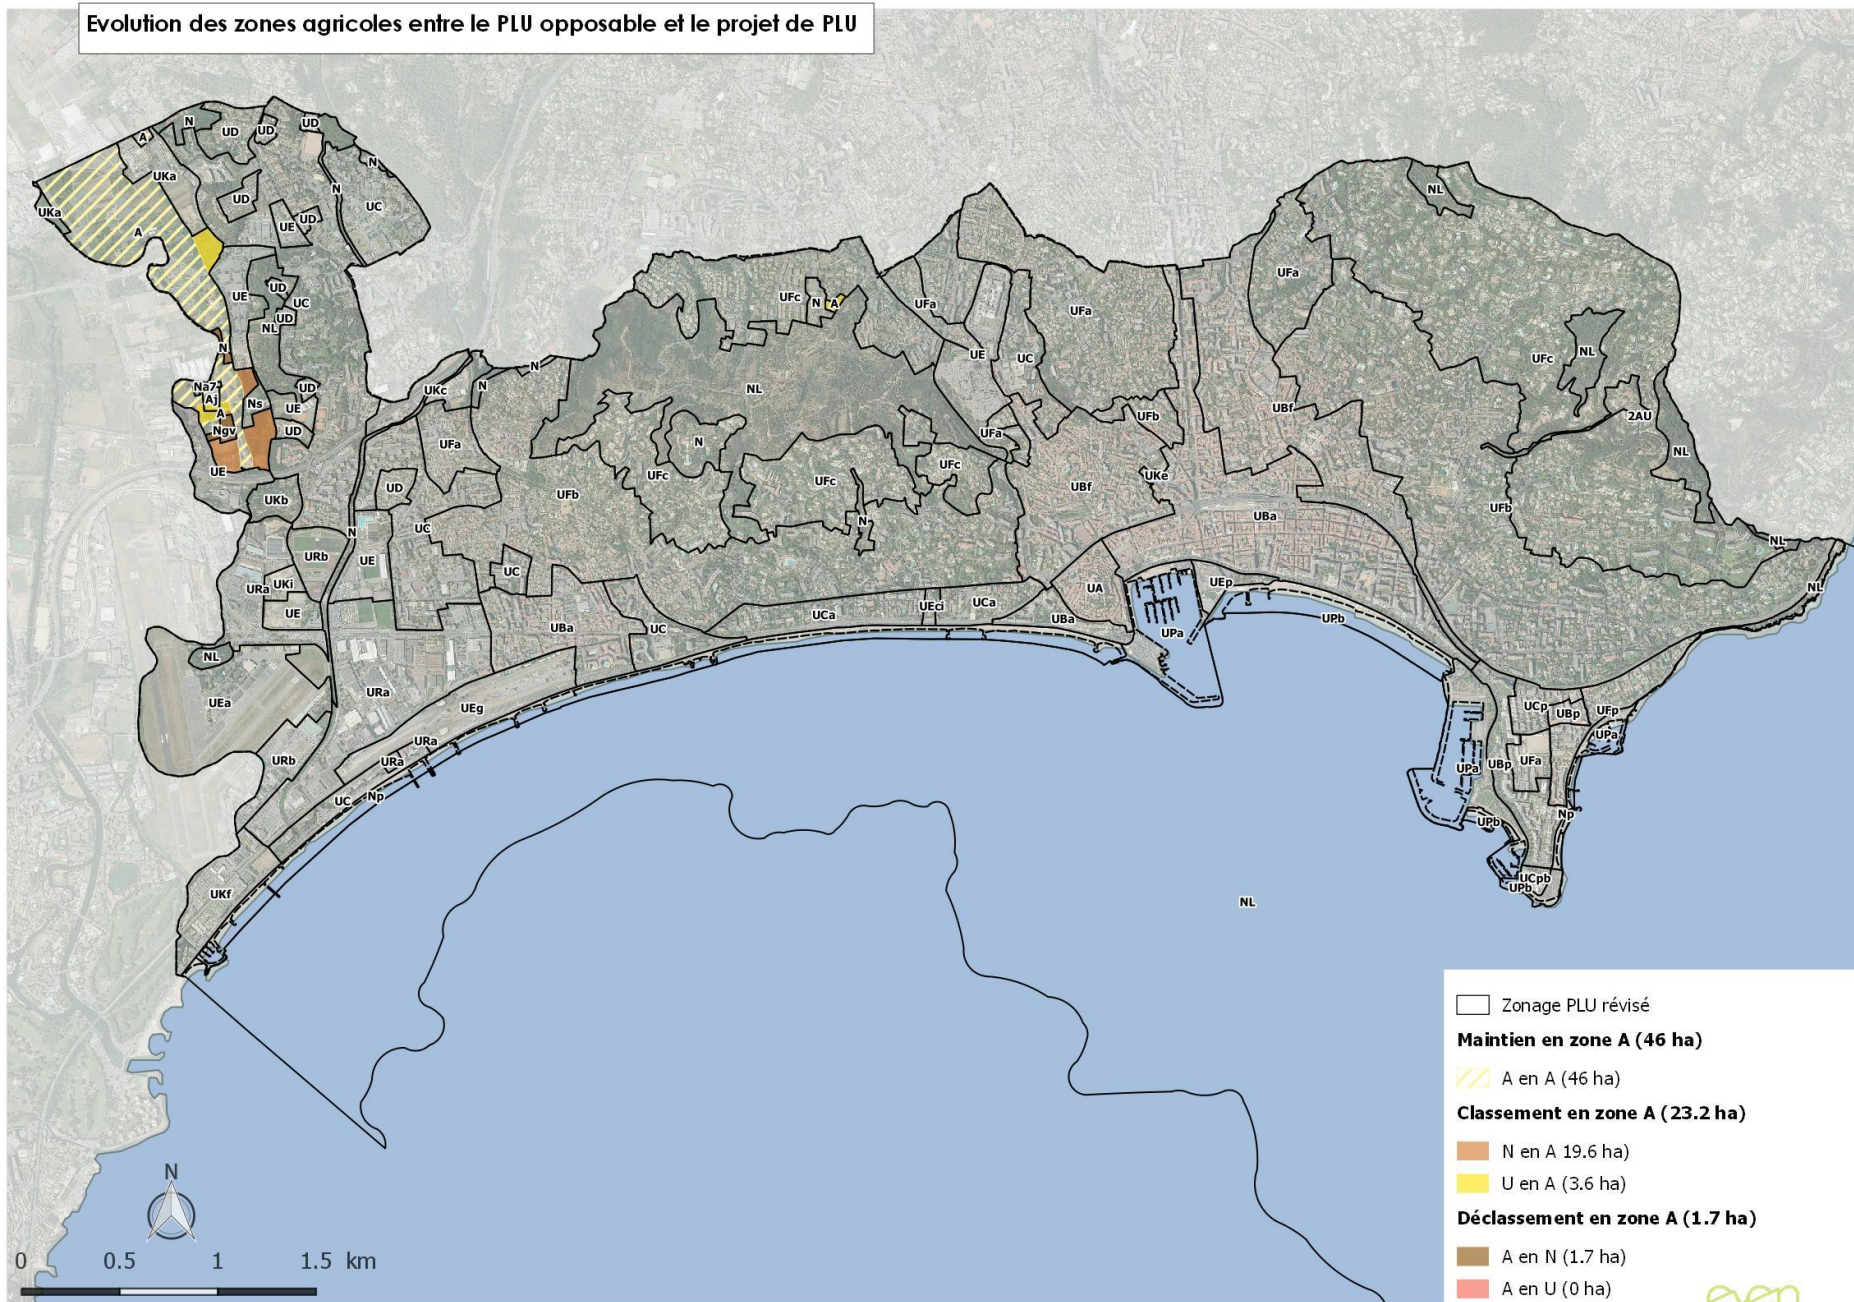 Evolution des zones agricoles entre le PLU opposable et le projet de PLU
N
UD
UD
UD
A
UKa
N
N
UC
UD
UKa
UE
UD
A
UE
UD
UC
UD
NL
N
UD
Na7
Aj
A
Ns
UE
Ngv
UD
UE
UKb
UKc
N
N
UFa
UD
UC
UFb
N
UE
URb
UKi
URa
UE
UC
UBa
UC
NL
UEa
URa
UEg
URb
URa
URa
UC
Np
UKf
UFc
N
A
NL
N
UFc
UFc
UFc
N
UFa
UE
UC
UFa
UFa
UFb
UBf
UKe
UBf
UFa
UBa
UCa
UEci
UCa
UBa
UA
UEp
UPa
UPb
NL
UFc
NL
2AU
NL
UFb
NL
NL
UCp
UBp
UFp
UPa
UBp
UFa
UPa
Np
UPb
UCpb
UPb
NL
Zonage PLU révisé
Maintien en zone A (46 ha)
A en A (46 ha)
Classement en zone A (23.2 ha)
N en A 19.6 ha)
U en A (3.6 ha)
Déclassement en zone A (1.7 ha)
A en N (1.7 ha)
A en U (0 ha)
even
N
0 0.5 1 1.5 km